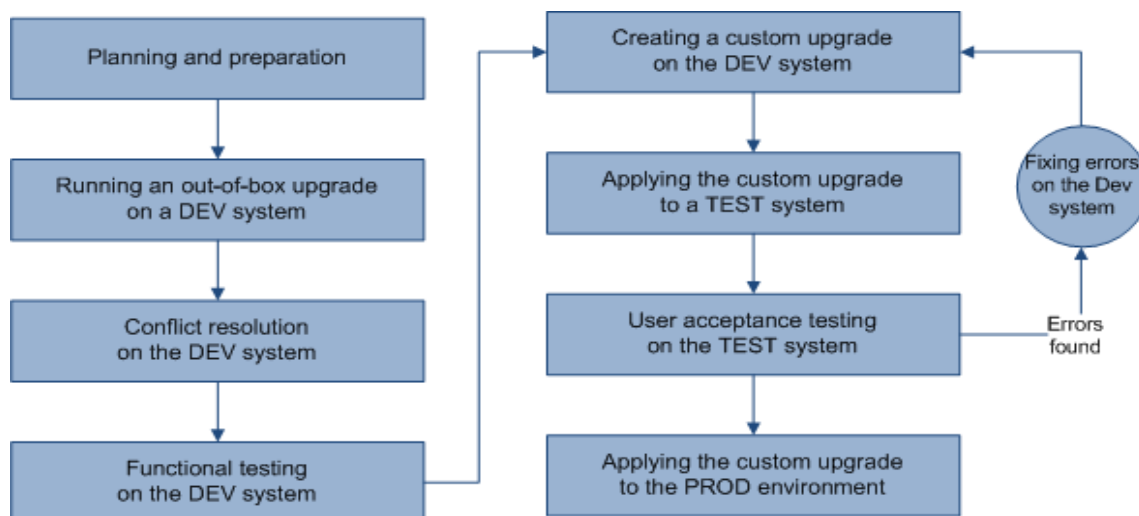 Planning and preparation
Running an out-of-box upgrade
on a DEV system
Conflict resolution
on the DEV system
Functional testing
on the DEV system
Creating a custom upgrade
on the DEV system
Applying the custom upgrade
to a TEST system
User acceptance testing
on the TEST system
Applying the custom upgrade
to the PROD environment
Errors
found
Fixing errors
on the Dev
system